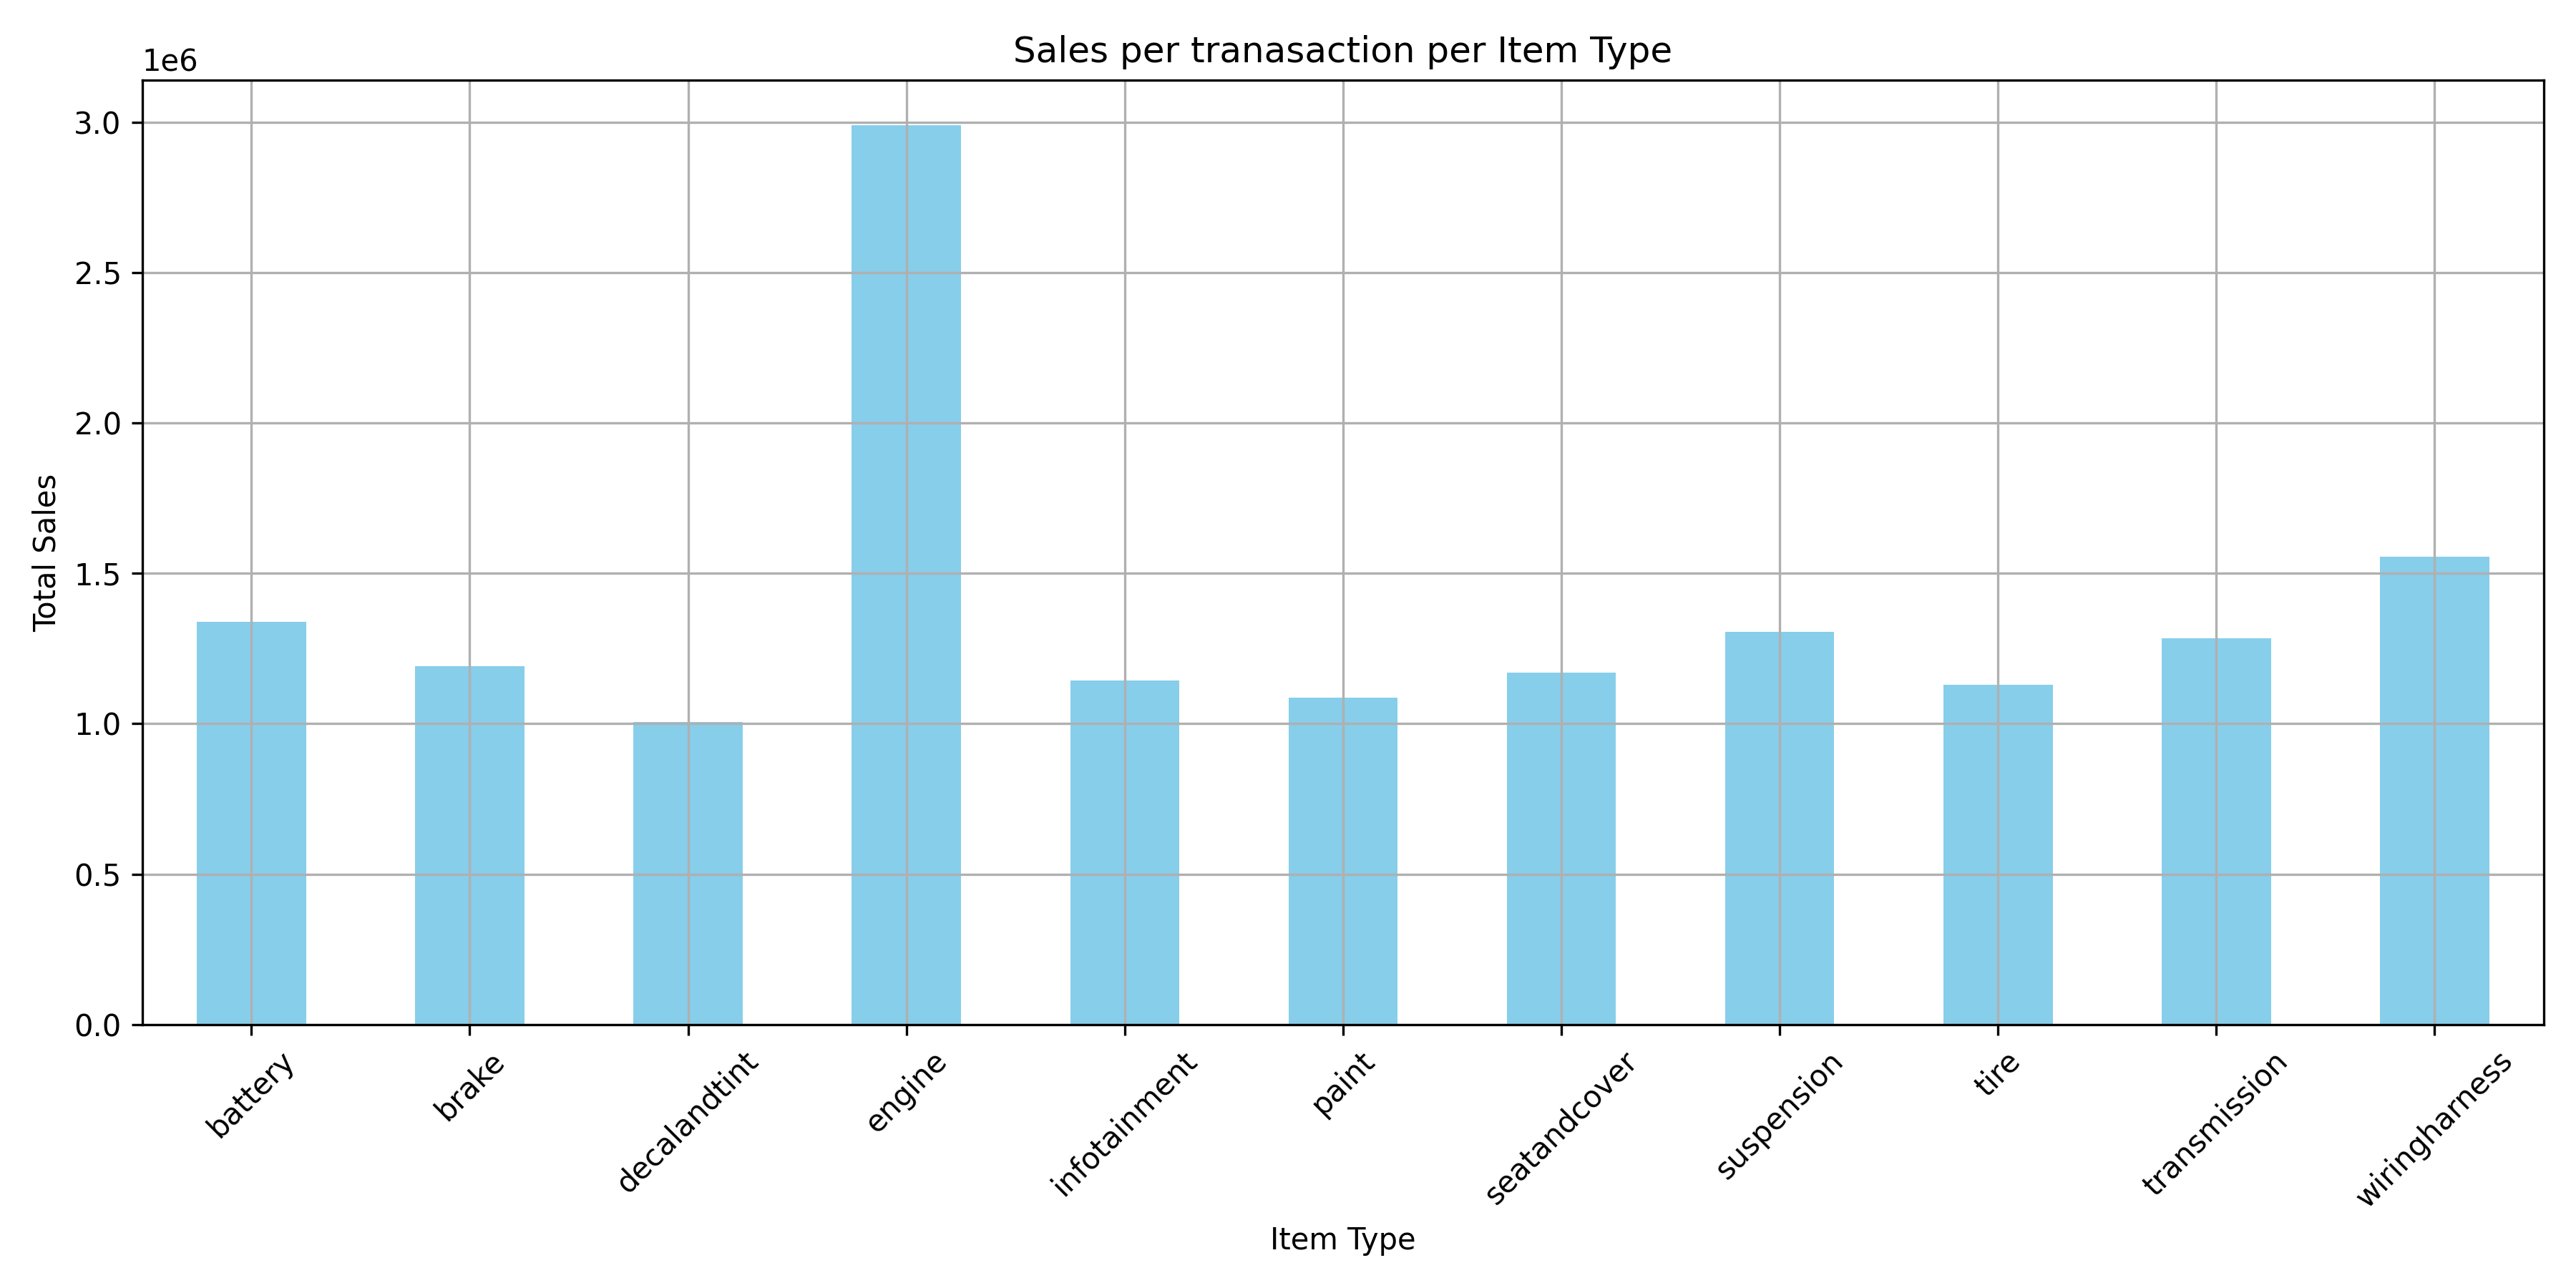 Sales per tranasaction per Item Type
1e6
3.0
2.5
2.0
1.5
1.0
0.5
0.0
Total Sales
battery
brake
decalandtint
engine
infotainment
paint
seatandcover
suspension
tire
transmission
wiringharness
Item Type